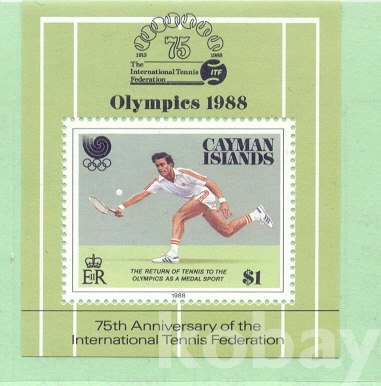 75
1913 1988
The
International Tennis
Federation
ITF
Olympics 1988
CAYMAN
ISLANDS
E II R
THE RETURN OF TENNIS TO THE
OLYMPICS AS A MEDAL SPORT
$1
1988
75th Anniversary of the
International Tennis Federation
kobay